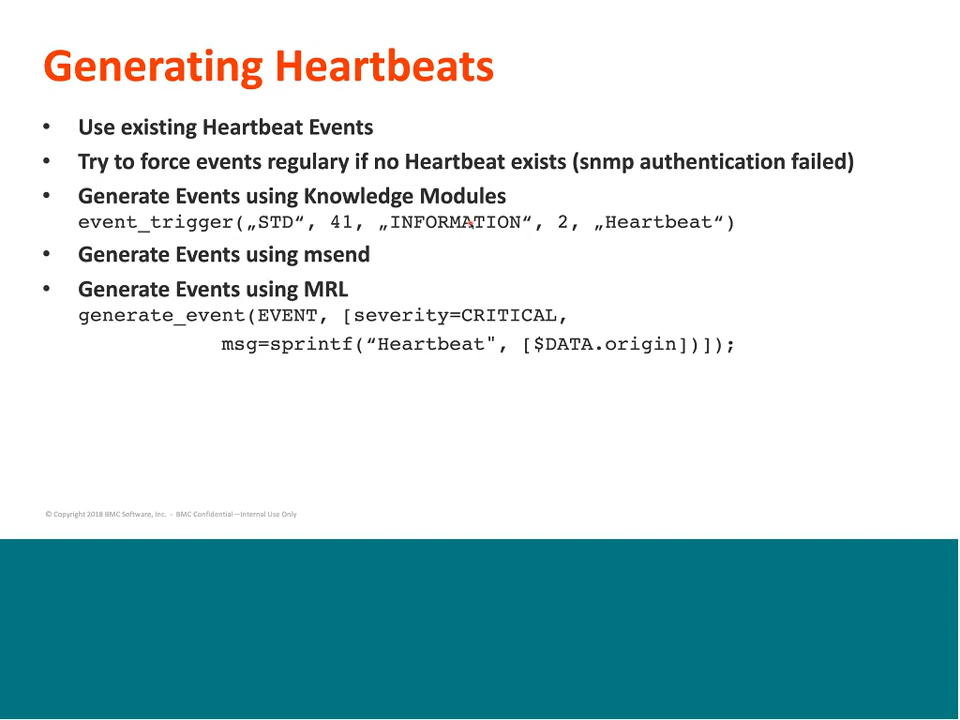 Generating Heartbeats
• Use existing Heartbeat Events
• Try to force events regulary if no Heartbeat exists (snmp authentication failed)
• Generate Events using Knowledge Modules
event_trigger(„STD“, 41, „INFORMATION“, 2, „Heartbeat“)
• Generate Events using msend
• Generate Events using MRL
generate_event(EVENT, [severity=CRITICAL,
msg=sprintf(“Heartbeat", [$DATA.origin])]);
© Copyright 2018 BMC Software, Inc. - BMC Confidential—Internal Use Only